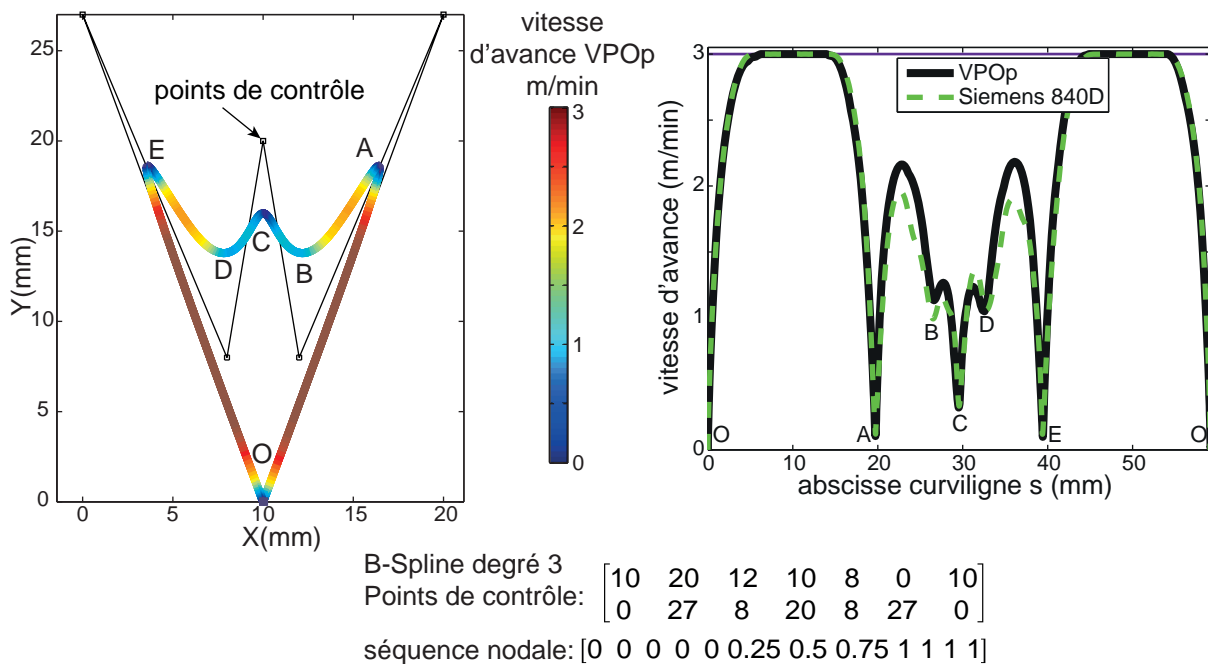 vitesse
d'avance VPOp
m/min
points de contrôle
E
A
D
C
B
O
25
20
15
10
5
0
0
5
10
15
20
X(mm)
Y(mm)
3
2
1
0
VPOp
Siemens 840D
3
2
1
0
vitesse d'avance (m/min)
O
A
B
C
D
E
O
0
10
20
30
40
50
abscisse curviligne s (mm)
B-Spline degré 3
Points de contrôle:
[10 20 12 10 8 0 10]
[0 27 8 20 8 27 0]
séquence nodale: [0 0 0 0 0 0.25 0.5 0.75 1 1 1 1]